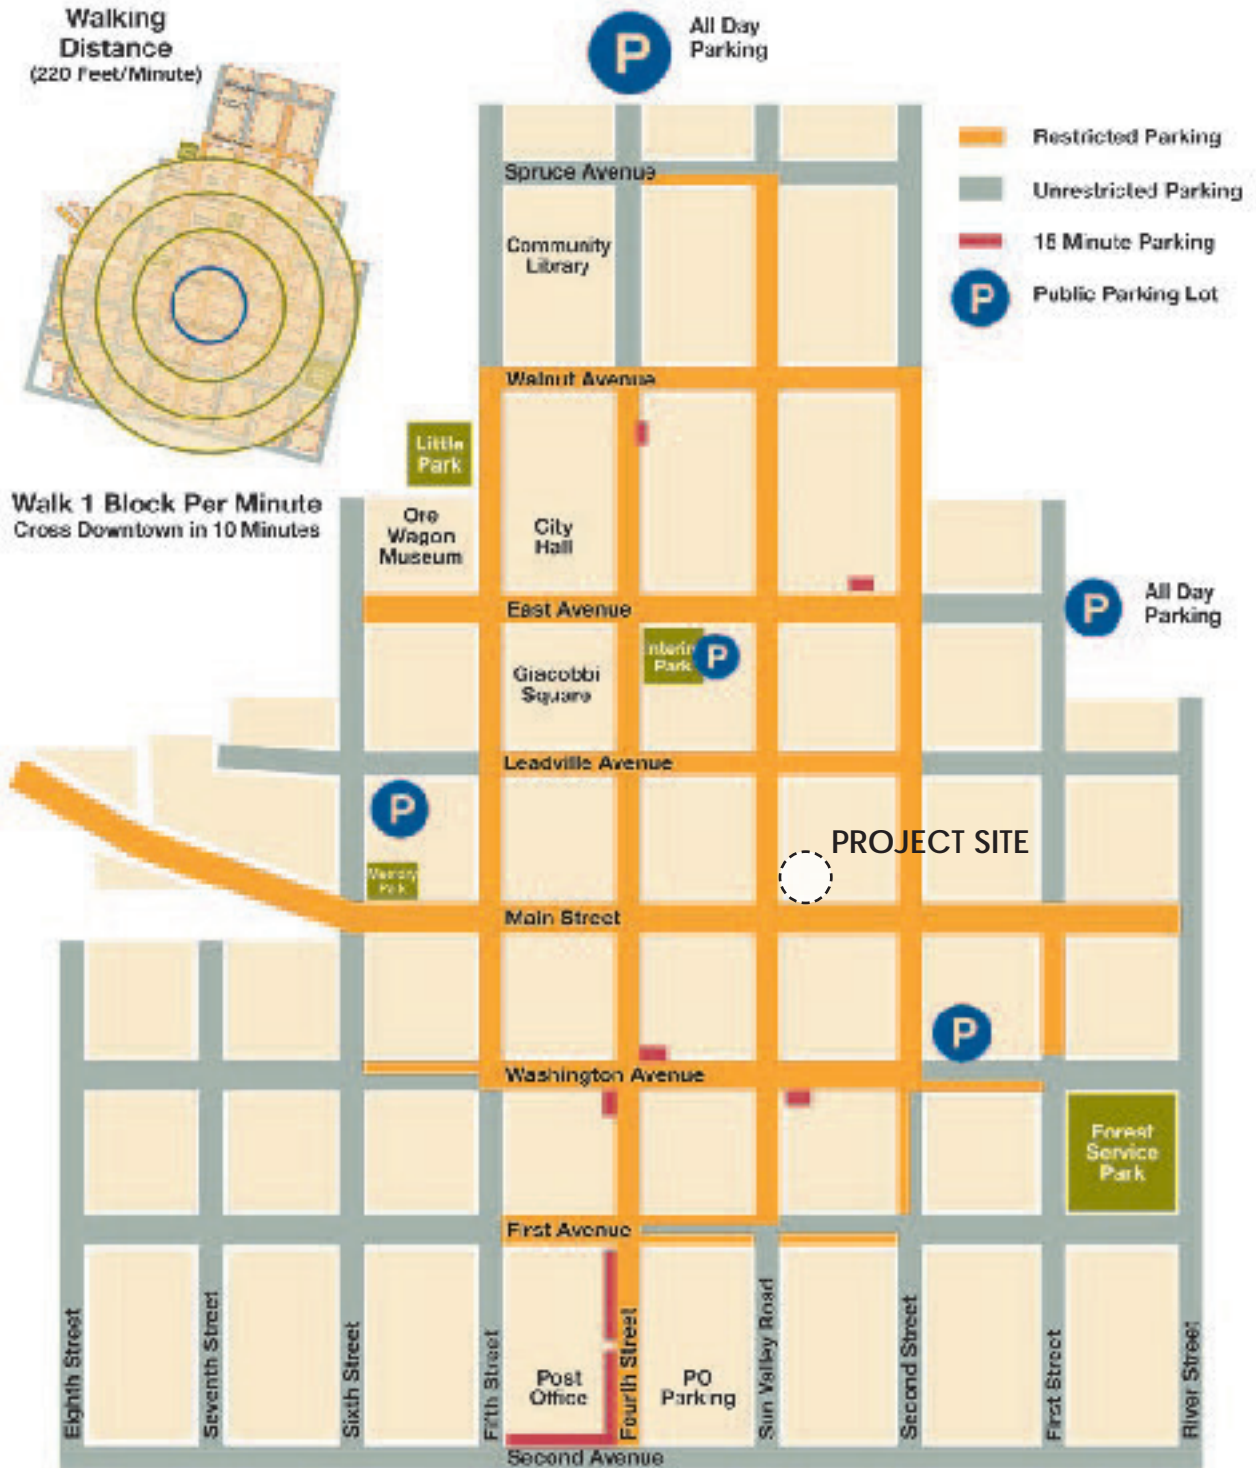 Walking
Distance
(220 Feet/Minute)
P
All Day
Parking
Restricted Parking
Unrestricted Parking
15 Minute Parking
P
Public Parking Lot
Spruce Avenue
Community
Library
Walnut Avenue
Little
Park
Walk 1 Block Per Minute
Cross Downtown in 10 Minutes
Ore
Wagon
Museum
City
Hall
East Avenue
P
All Day
Parking
Park
P
Giacobbi
Square
Leadville Avenue
P
PROJECT SITE
Memory
Park
Main Street
P
Washington Avenue
Forest
Service
Park
First Avenue
Eighth Street
Seventh Street
Sixth Street
Fifth Street
Post
Office
Fourth Street
PO
Parking
Sun Valley Road
Second Street
First Street
River Street
Second Avenue